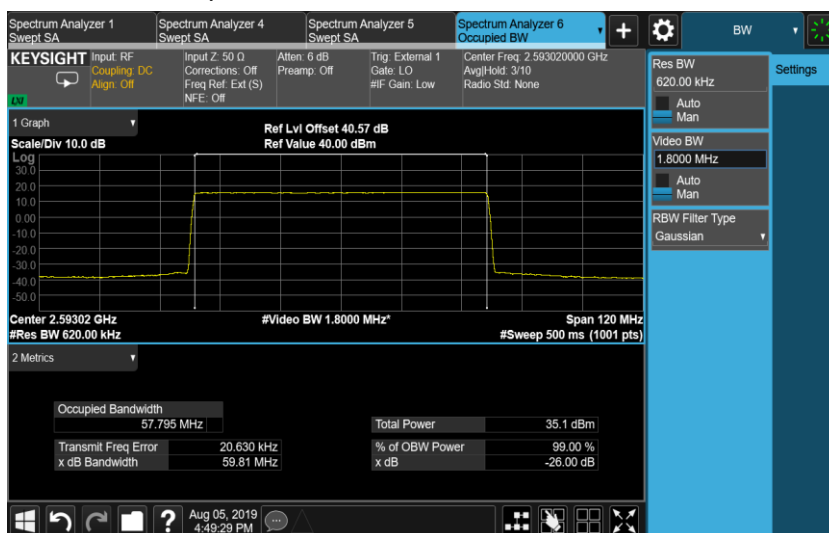 Spectrum Analyzer 1
Swept SA
Spectrum Analyzer 4
Swept SA
Spectrum Analyzer 5
Swept SA
Spectrum Analyzer 6
Occupied BW
BW
KEYSIGHT
LXI
Input: RF
Coupling: DC
Align: Off
Input Z: 50 Ω
Corrections: Off
Freq Ref: Ext (S)
NFE: Off
Atten: 6 dB
Preamp: Off
Trig: External 1
Gate: LO
#IF Gain: Low
Center Freq: 2.593020000 GHz
Avg|Hold: 3/10
Radio Std: None
Res BW
620.00 kHz
Auto
Man
Video BW
1.8000 MHz
Auto
Man
RBW Filter Type
Gaussian
Settings
1 Graph
Scale/Div 10.0 dB
Ref Lvl Offset 40.57 dB
Ref Value 40.00 dBm
Log
30.0
20.0
10.0
0.00
-10.0
-20.0
-30.0
-40.0
-50.0
Center 2.59302 GHz
#Video BW 1.8000 MHz*
Span 120 MHz
#Res BW 620.00 kHz
#Sweep 500 ms (1001 pts)
2 Metrics
Occupied Bandwidth
57.795 MHz
Total Power 35.1 dBm
Transmit Freq Error 20.630 kHz
% of OBW Power 99.00 %
x dB Bandwidth 59.81 MHz
x dB -26.00 dB
Aug 05, 2019
4:49:29 PM